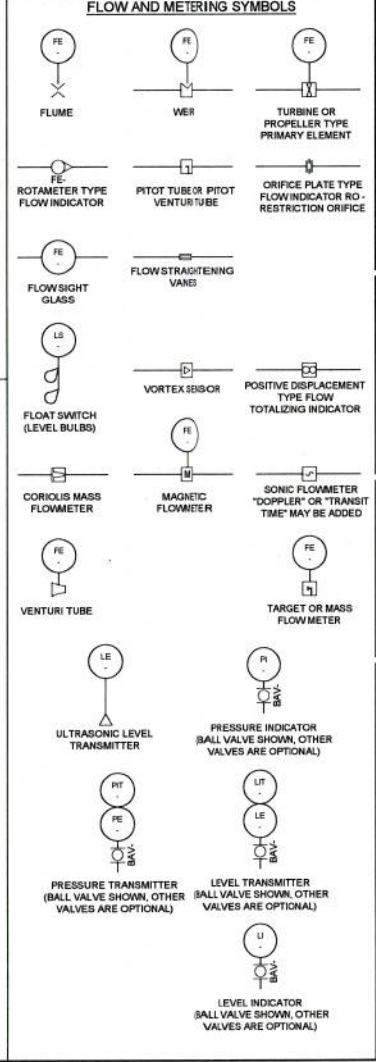 FLOW AND METERING SYMBOLS
FE
-
FLUME
FE
-
WER
FE
-
TURBINE OR
PROPELLER TYPE
PRIMARY ELEMENT
FE-
ROTAMETER TYPE
FLOW INDICATOR
PITOT TUBE OR PITOT
VENTURI TUBE
ORIFICE PLATE TYPE
FLOW INDICATOR RO -
RESTRICTION ORIFICE
FE
-
FLOW SIGHT
GLASS
FLOW STRAIGHTENING
VANES
LS
-
FLOAT SWITCH
(LEVEL BULBS)
VORTEX SENSOR
POSITIVE DISPLACEMENT
TYPE FLOW
TOTALIZING INDICATOR
CORIOLIS MASS
FLOWMETER
FE
-
M
MAGNETIC
FLOWMETER
SONIC FLOWMETER
"DOPPLER" OR "TRANSIT
TIME" MAY BE ADDED
FE
-
VENTURI TUBE
FE
-
TARGET OR MASS
FLOW METER
LE
-
ULTRASONIC LEVEL
TRANSMITTER
PI
-
BAV-
PRESSURE INDICATOR
(BALL VALVE SHOWN, OTHER
VALVES ARE OPTIONAL)
PIT
-
PE
-
BAV-
PRESSURE TRANSMITTER
(BALL VALVE SHOWN, OTHER
VALVES ARE OPTIONAL)
LIT
-
LE
-
BAV-
LEVEL TRANSMITTER
(BALL VALVE SHOWN, OTHER
VALVES ARE OPTIONAL)
LI
-
BAV-
LEVEL INDICATOR
(BALL VALVE SHOWN, OTHER
VALVES ARE OPTIONAL)